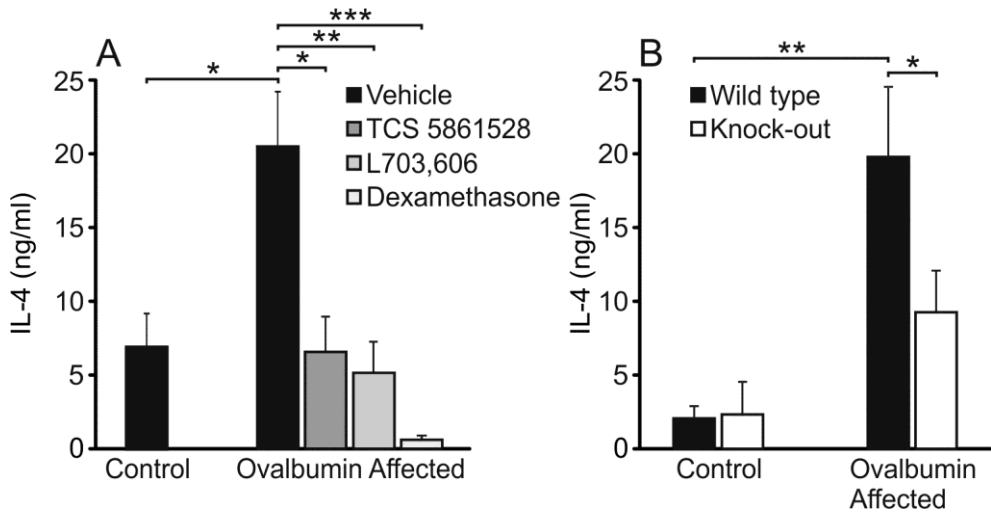 ***
**
*
*
A
25
20
15
10
5
0
IL-4 (ng/ml)
Vehicle
TCS 5861528
L703,606
Dexamethasone
Control
Ovalbumin Affected
**
*
B
25
20
15
10
5
0
IL-4 (ng/ml)
Wild type
Knock-out
Control
Ovalbumin
Affected